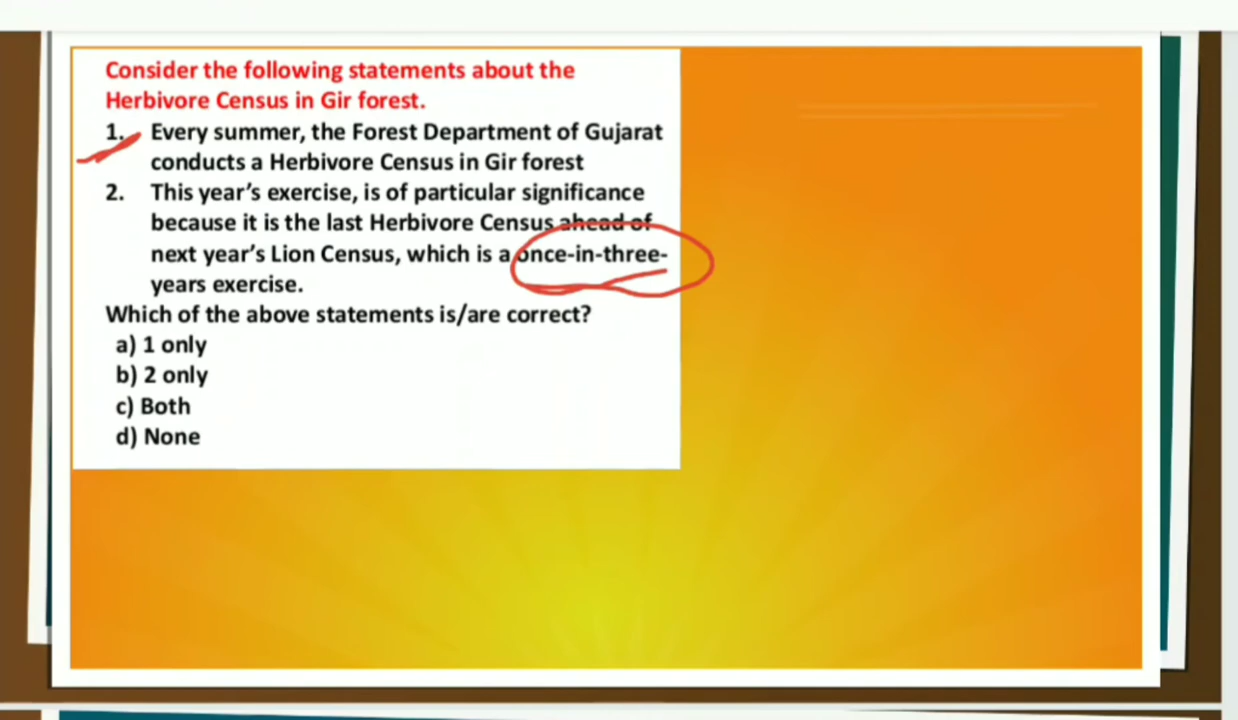 Consider the following statements about the
Herbivore Census in Gir forest.
1. Every summer, the Forest Department of Gujarat
conducts a Herbivore Census in Gir forest
2. This year's exercise, is of particular significance
because it is the last Herbivore Census ahead of
next year's Lion Census, which is a once-in-three-
years exercise.
Which of the above statements is/are correct?
a) 1 only
b) 2 only
c) Both
d) None